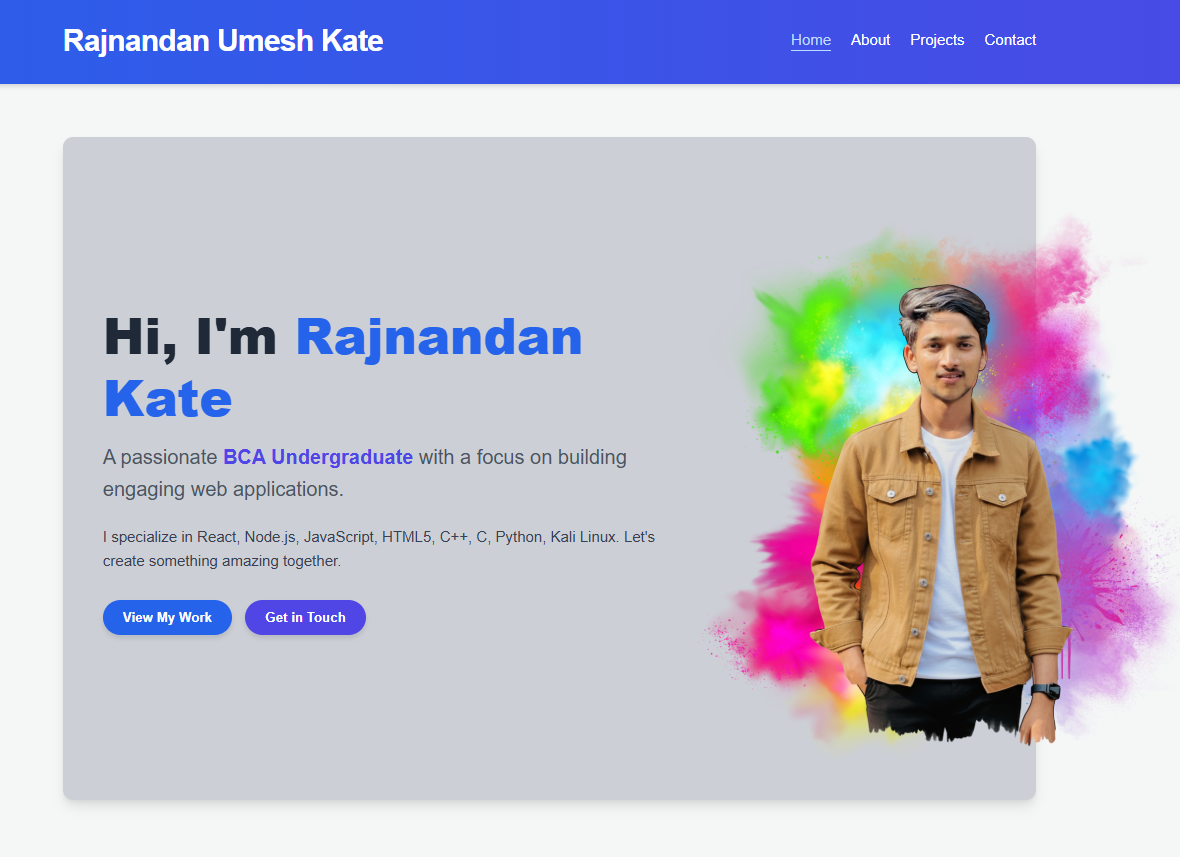 Rajnandan Umesh Kate
Home About Projects Contact
Hi, I'm Rajnandan
Kate
A passionate BCA Undergraduate with a focus on building
engaging web applications.
I specialize in React, Node.js, JavaScript, HTML5, C++, C, Python, Kali Linux. Let's
create something amazing together.
View My Work Get in Touch